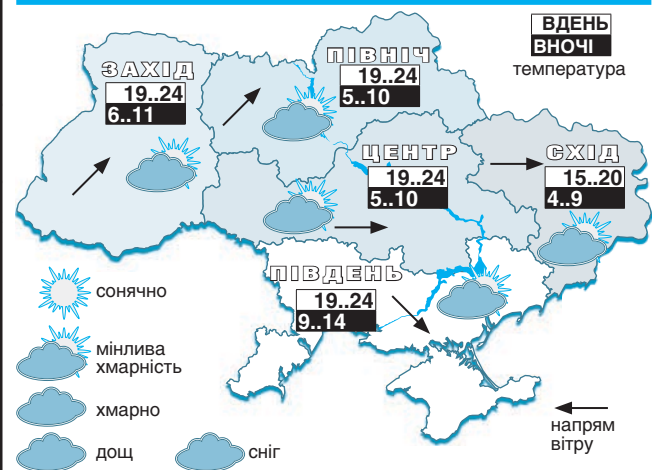 ВДЕНЬ
ВНОЧІ
температура
ЗАХІД
19..24
6..11
ПІВНІЧ
19..24
5..10
ЦЕНТР
19..24
5..10
СХІД
15..20
4..9
ПІВДЕНЬ
19..24
9..14
сонячно
мінлива
хмарність
хмарно
дощ
сніг
напрям
вітру